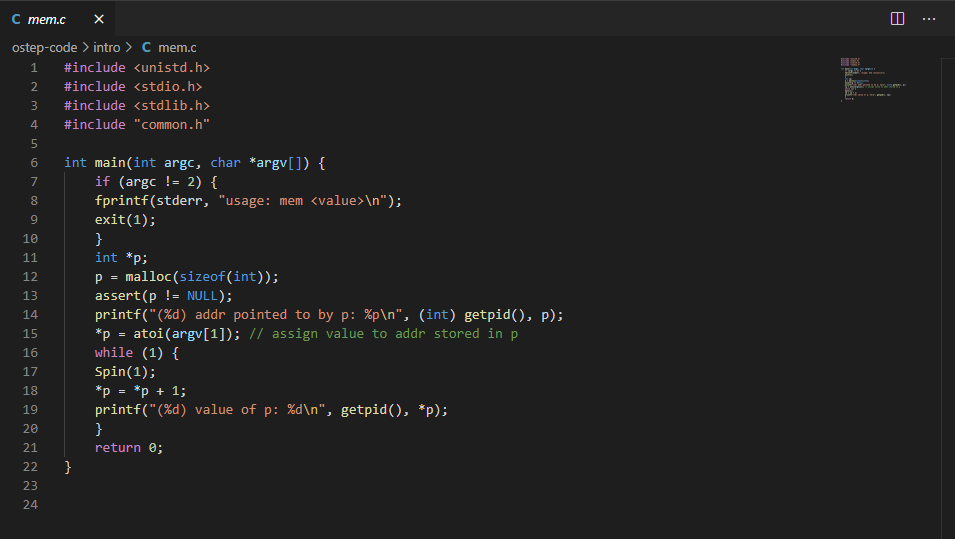 C mem.c ×
ostep-code > intro > C mem.c
1 #include <unistd.h>
2 #include <stdio.h>
3 #include <stdlib.h>
4 #include "common.h"
5
6 int main(int argc, char *argv[]) {
7 if (argc != 2) {
8 fprintf(stderr, "usage: mem <value>\n");
9 exit(1);
10 }
11 int *p;
12 p = malloc(sizeof(int));
13 assert(p != NULL);
14 printf("(%d) addr pointed to by p: %p\n", (int) getpid(), p);
15 *p = atoi(argv[1]); // assign value to addr stored in p
16 while (1) {
17 Spin(1);
18 *p = *p + 1;
19 printf("(%d) value of p: %d\n", getpid(), *p);
20 }
21 return 0;
22 }
23
24